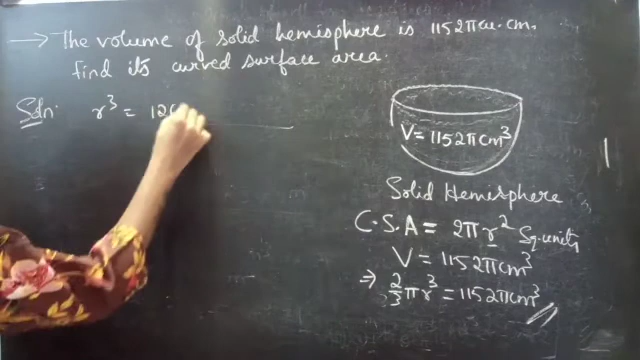 → The volume of solid hemisphere is 1152π cu.cm.
find its curved surface area.
Soln. r³ = 12
V = 1152π cm³
Solid Hemisphere
C.S.A = 2πr² Sq.units
V = 1152π cm³
⇒ 2/3 πr³ = 1152π cm³